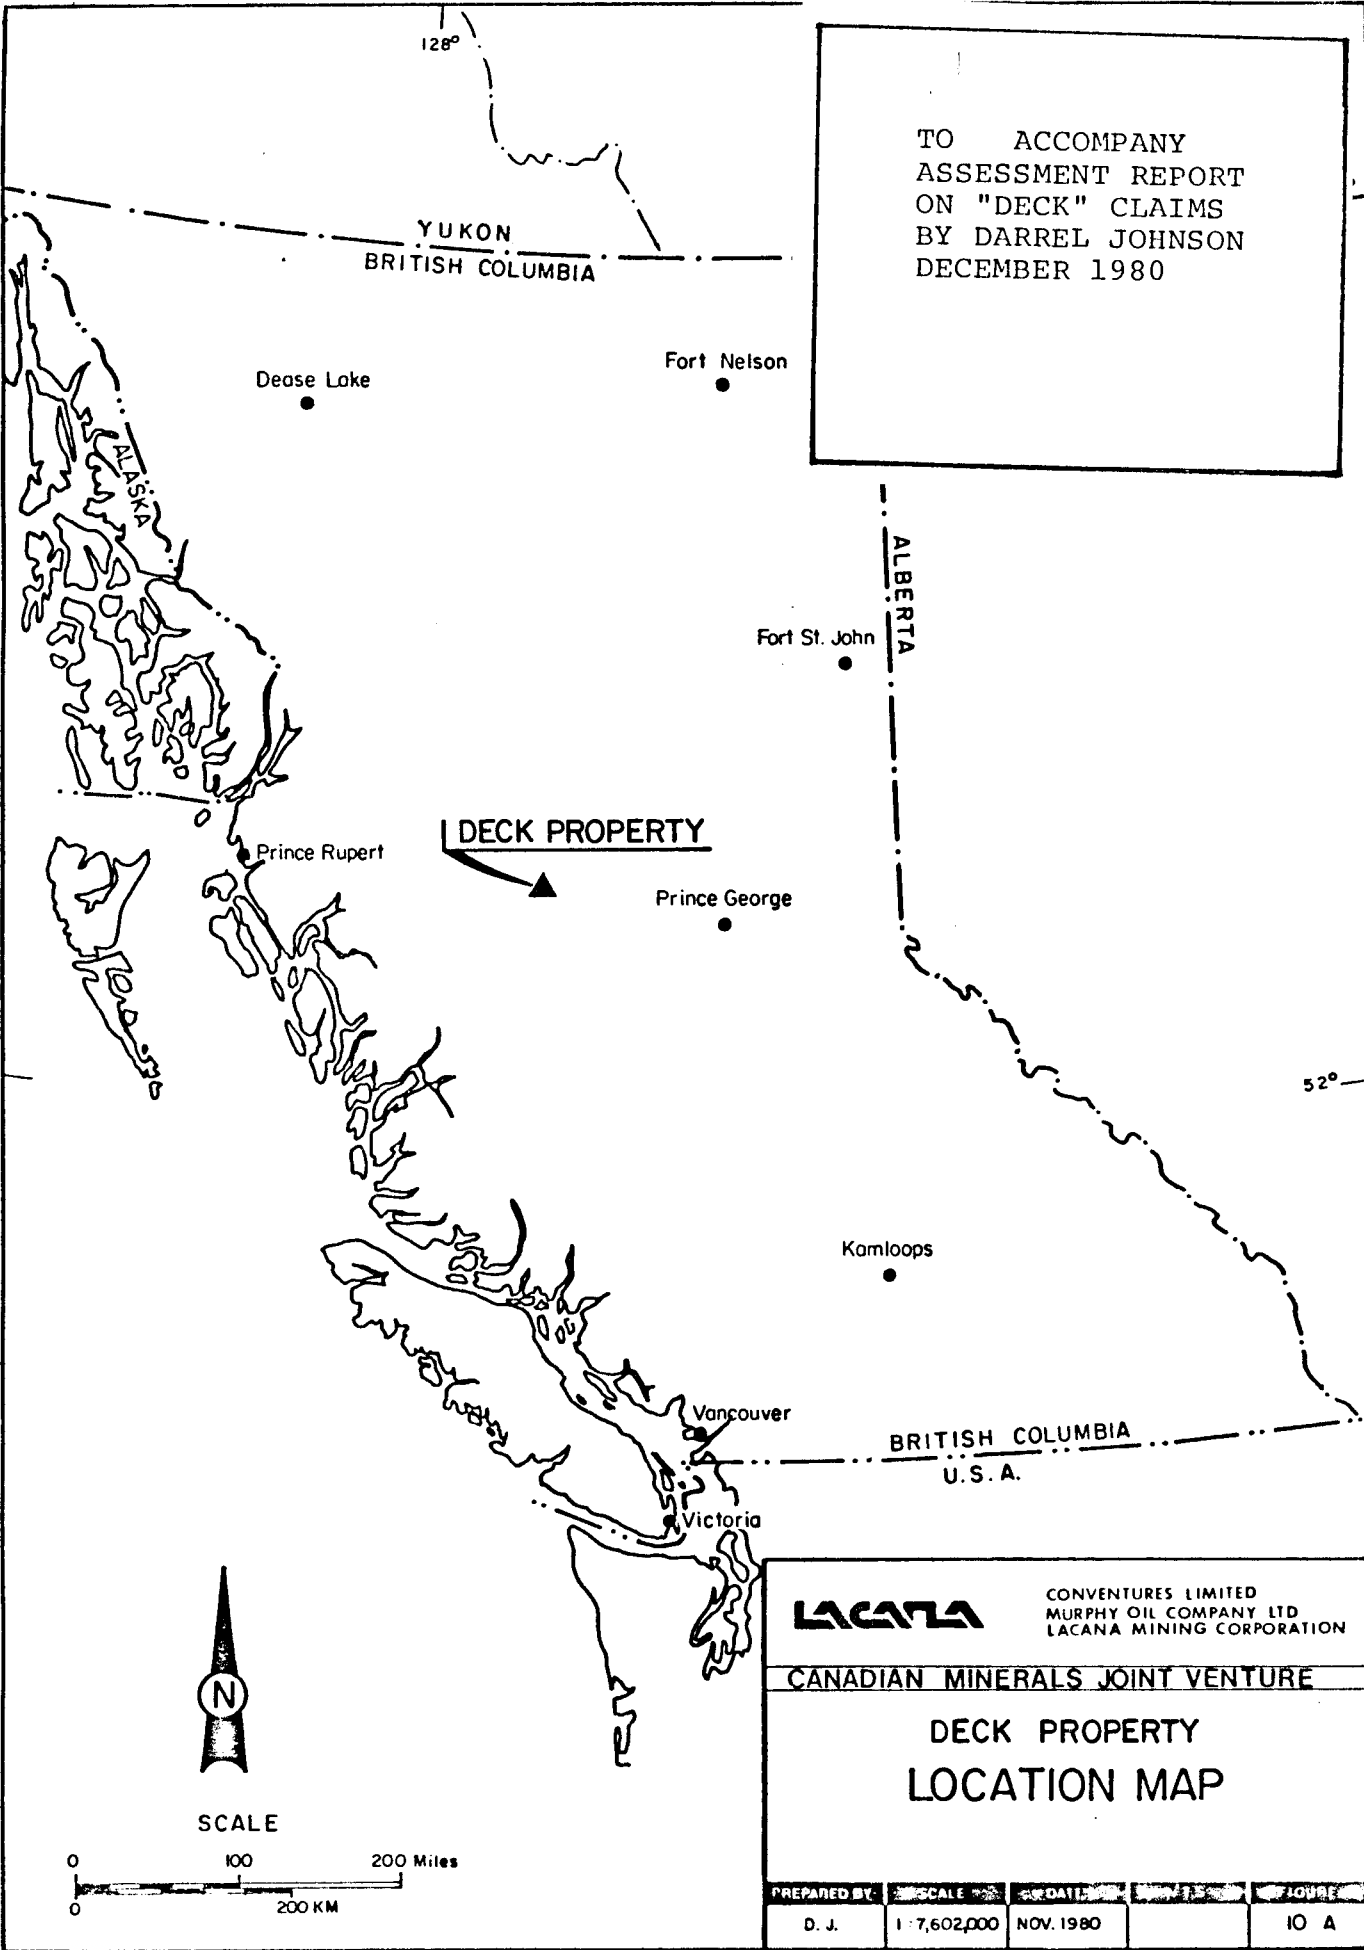 128°
TO ACCOMPANY
ASSESSMENT REPORT
ON "DECK" CLAIMS
BY DARREL JOHNSON
DECEMBER 1980
YUKON
BRITISH COLUMBIA
Fort Nelson
Dease Lake
ALASKA
ALBERTA
Fort St. John
DECK PROPERTY
Prince Rupert
Prince George
52°
Kamloops
Vancouver
BRITISH COLUMBIA
U.S.A.
Victoria
LACANA
CONVENTURES LIMITED
MURPHY OIL COMPANY LTD
LACANA MINING CORPORATION
CANADIAN MINERALS JOINT VENTURE
DECK PROPERTY
LOCATION MAP
N
SCALE
0 100 200 Miles
0 200 KM
PREPARED BY SCALE DATE N.T.S. FIGURE
D. J. 1:7,602,000 NOV. 1980 10 A